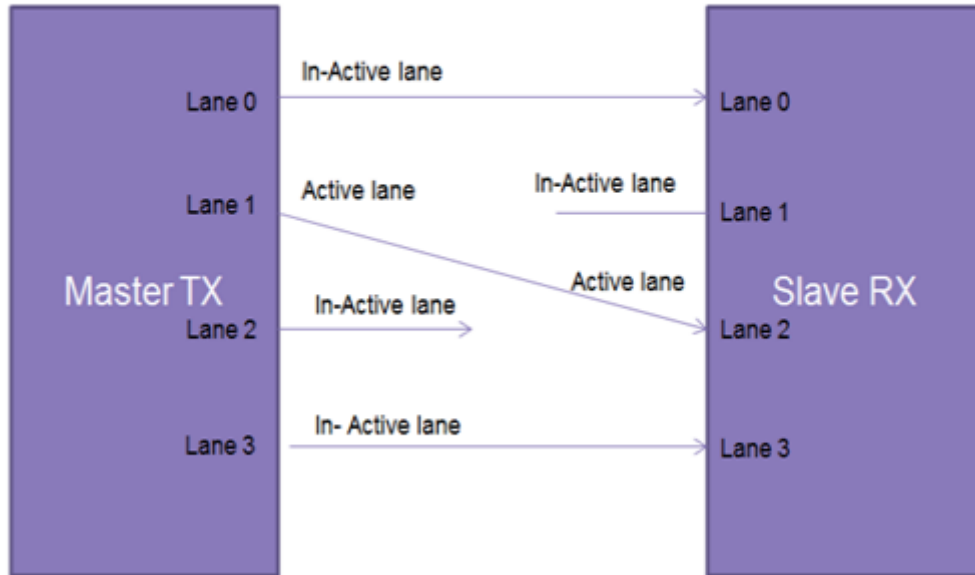 In-Active lane
Lane 0
Lane 0
In-Active lane
Active lane
Lane 1
Lane 1
Master TX
Active lane
Slave RX
In-Active lane
Lane 2
Lane 2
In- Active lane
Lane 3
Lane 3